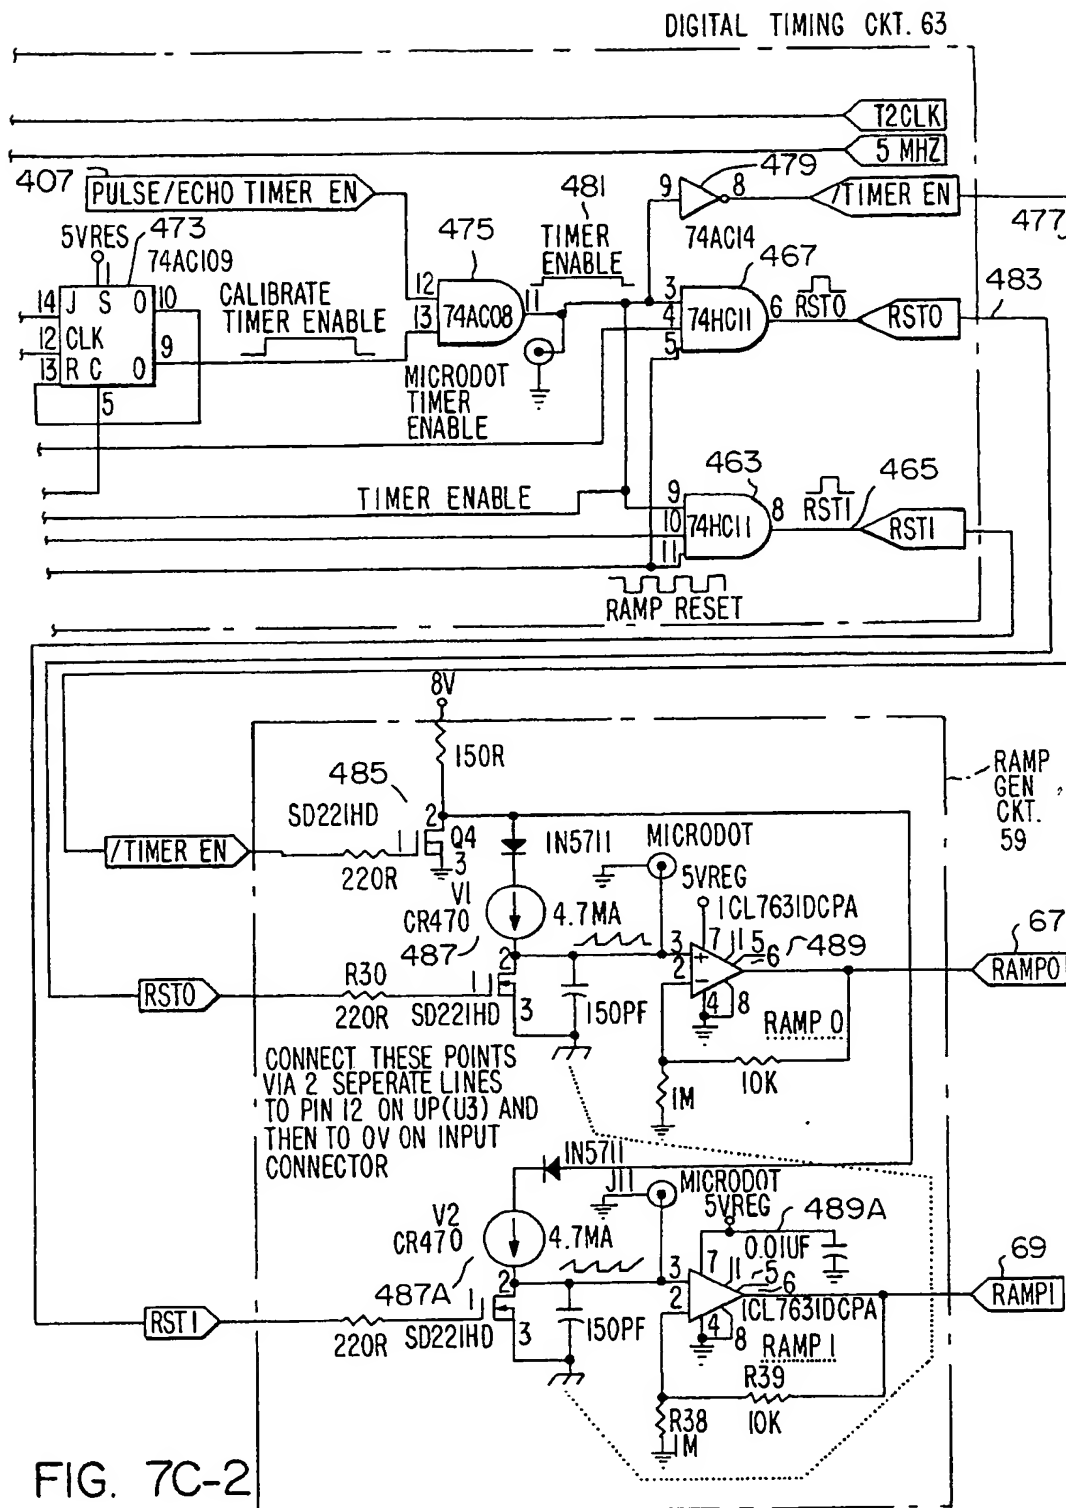 DIGITAL TIMING CKT. 63
T2CLK
5 MHZ
407
PULSE/ECHO TIMER EN
481
9
479
8
/TIMER EN
477
5VRES
473
74AC109
475
TIMER
ENABLE
74AC14
467
1
14
J S O
10
12
CLK
13
R C O
9
5
CALIBRATE
TIMER ENABLE
12
13
74AC08
11
3
4
5
74HC11
6
RST0
RST0
483
MICRODOT
TIMER
ENABLE
463
465
TIMER ENABLE
9
10
11
74HC11
8
RST1
RST1
RAMP RESET
8V
150R
RAMP
GEN
CKT.
59
485
SD221HD
2
1
Q4
3
IN5711
MICRODOT
/TIMER EN
220R
V1
CR470
4.7MA
5VREG
ICL7631DCPA
487
2
3
+
7
1
5
6
489
67
RAMP0
RST0
R30
220R
1
SD221HD
3
150PF
2
−
4
8
RAMP 0
CONNECT THESE POINTS
VIA 2 SEPERATE LINES
TO PIN 12 ON UP(U3) AND
THEN TO 0V ON INPUT
CONNECTOR
1M
10K
IN5711
J11
MICRODOT
5VREG
489A
V2
CR470
4.7MA
0.01UF
69
487A
2
3
7
1
5
6
RAMP1
RST1
220R
1
SD221HD
3
150PF
2
4
8
ICL7631DCPA
RAMP 1
R39
10K
R38
1M
FIG. 7C-2